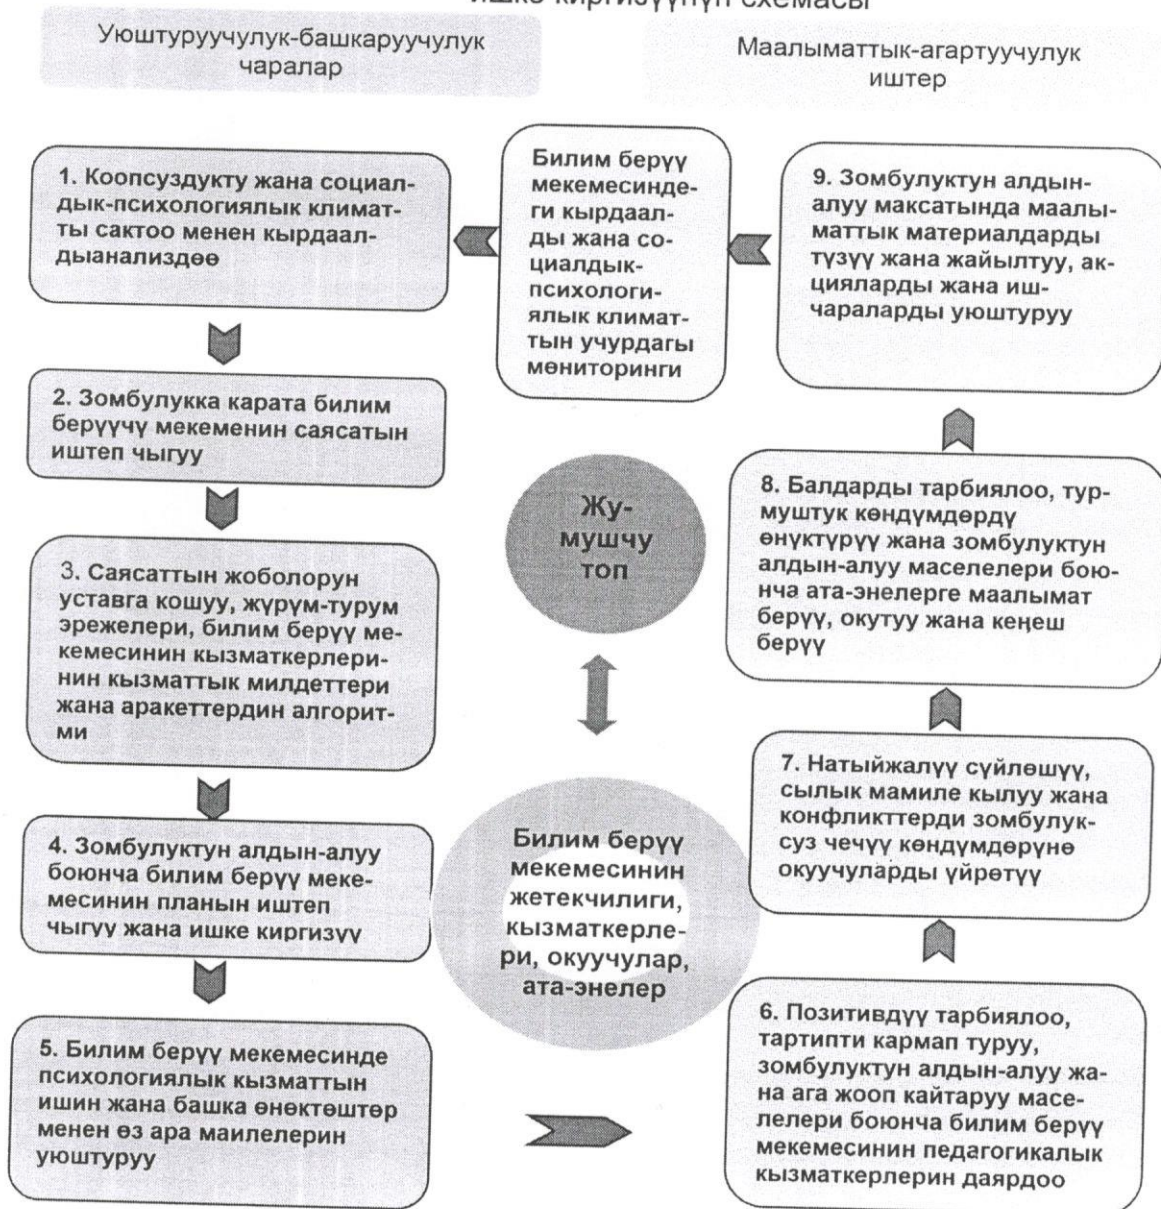 ишке киргизүүнүн схемасы
Уюштуруучулук-башкаруучулук
чаралар
Маалыматтык-агартуучулук
иштер
1. Коопсуздукту жана социал-
дык-психологиялык климат-
ты сактоо менен кырдаал-
дыанализдөө
2. Зомбулукка карата билим
берүүчү мекеменин саясатын
иштеп чыгуу
3. Саясаттын жоболорун
уставга кошуу, жүрүм-турум
эрежелери, билим берүү ме-
кемесинин кызматкерлери-
нин кызматтык милдеттери
жана аракеттердин алгорит-
ми
4. Зомбулуктун алдын-алуу
боюнча билим берүү меке-
месинин планын иштеп
чыгуу жана ишке киргизүү
5. Билим берүү мекемесинде
психологиялык кызматтын
ишин жана башка өнөктөштөр
менен өз ара маилелерин
уюштуруу
Билим берүү
мекемесинде-
ги кырдаал-
ды жана со-
циалдык-
психологи-
ялык климат-
тын учурдагы
мөниторинги
Жу-
мушчу
топ
Билим берүү
мекемесинин
жетекчилиги,
кызматкерле-
ри, окуучулар,
ата-энелер
9. Зомбулуктун алдын-
алуу максатында маалы-
маттык материалдарды
түзүү жана жайылтуу, ак-
цияларды жана иш-
чараларды уюштуруу
8. Балдарды тарбиялоо, тур-
муштук көндүмдөрдү
өнүктүрүү жана зомбулуктун
алдын-алуу маселелери бою-
нча ата-энелерге маалымат
берүү, окутуу жана кеңеш
берүү
7. Натыйжалуу сүйлөшүү,
сылык мамиле кылуу жана
конфликттерди зомбулук-
суз чечүү көндүмдөрүнө
окуучуларды үйрөтүү
6. Позитивдүү тарбиялоо,
тартипти кармап туруу,
зомбулуктун алдын-алуу жа-
на ага жооп кайтаруу масе-
лелери боюнча билим берүү
мекемесинин педагогикалык
кызматкерлерин даярдоо